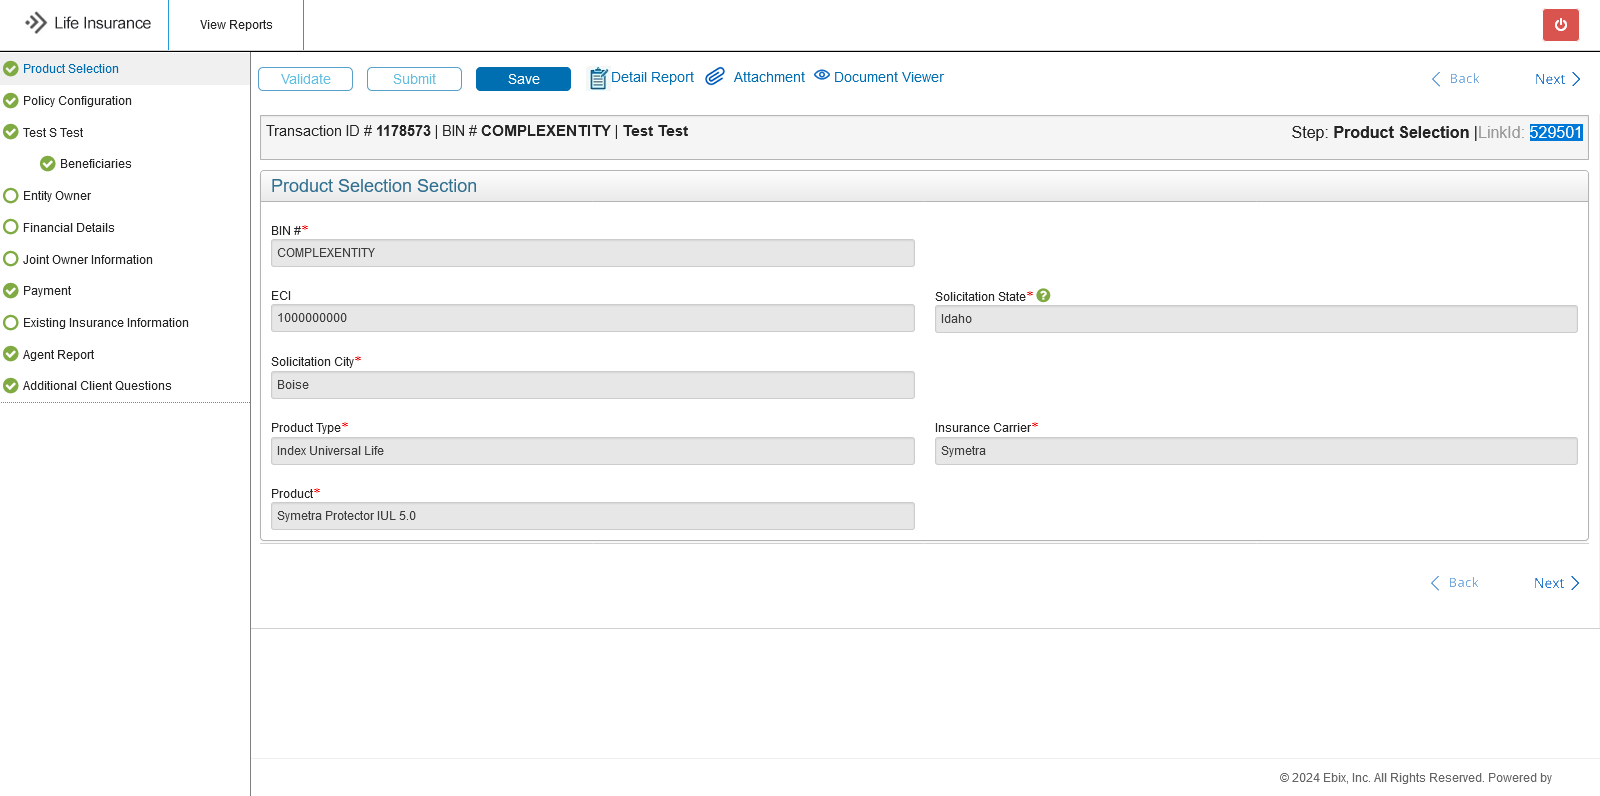 Life Insurance
View Reports
Product Selection
Policy Configuration
Test S Test
Beneficiaries
Entity Owner
Financial Details
Joint Owner Information
Payment
Existing Insurance Information
Agent Report
Additional Client Questions
Validate
Submit
Save
Detail Report
Attachment
Document Viewer
Back
Next
Transaction ID # 1178573 | BIN # COMPLEXENTITY | Test Test
Step: Product Selection |LinkId: 529501
Product Selection Section
BIN #*
COMPLEXENTITY
ECI
1000000000
Solicitation State* ?
Idaho
Solicitation City*
Boise
Product Type*
Index Universal Life
Insurance Carrier*
Symetra
Product*
Symetra Protector IUL 5.0
Back
Next
© 2024 Ebix, Inc. All Rights Reserved. Powered by